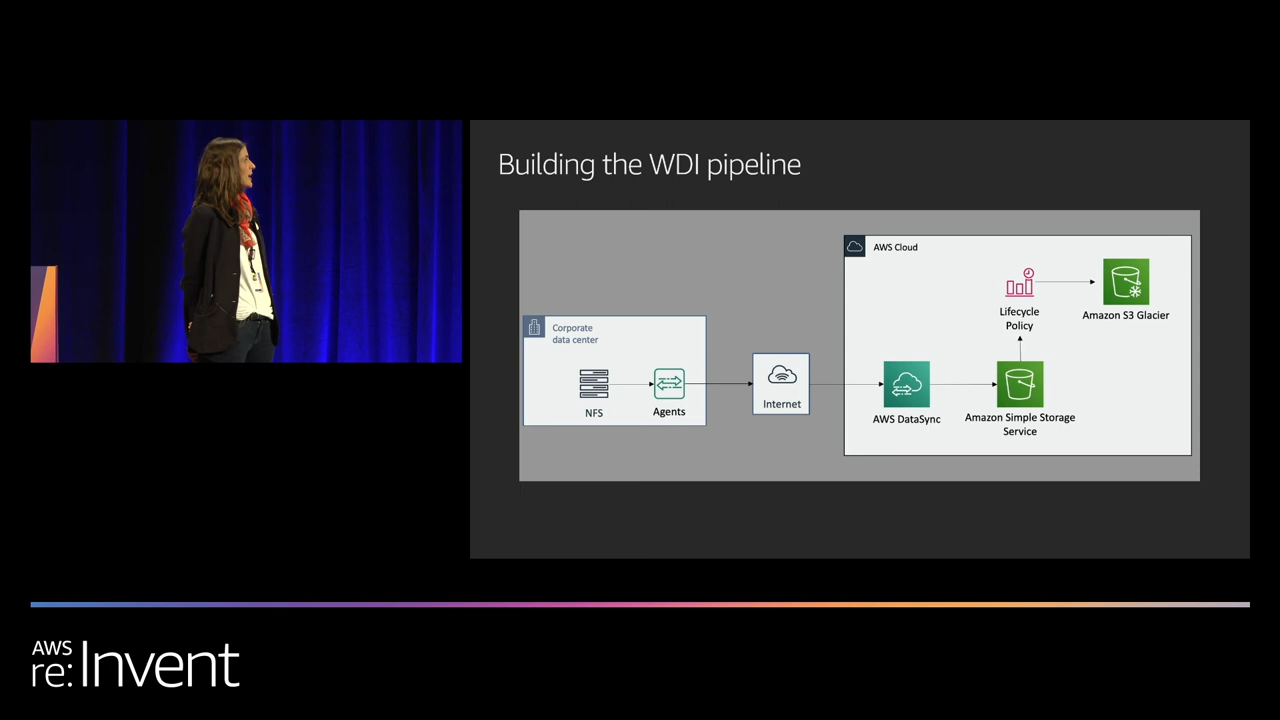 Building the WDI pipeline
AWS Cloud
Lifecycle
Policy
Amazon S3 Glacier
Corporate
data center
NFS
Agents
Internet
AWS DataSync
Amazon Simple Storage
Service
AWS
re:Invent